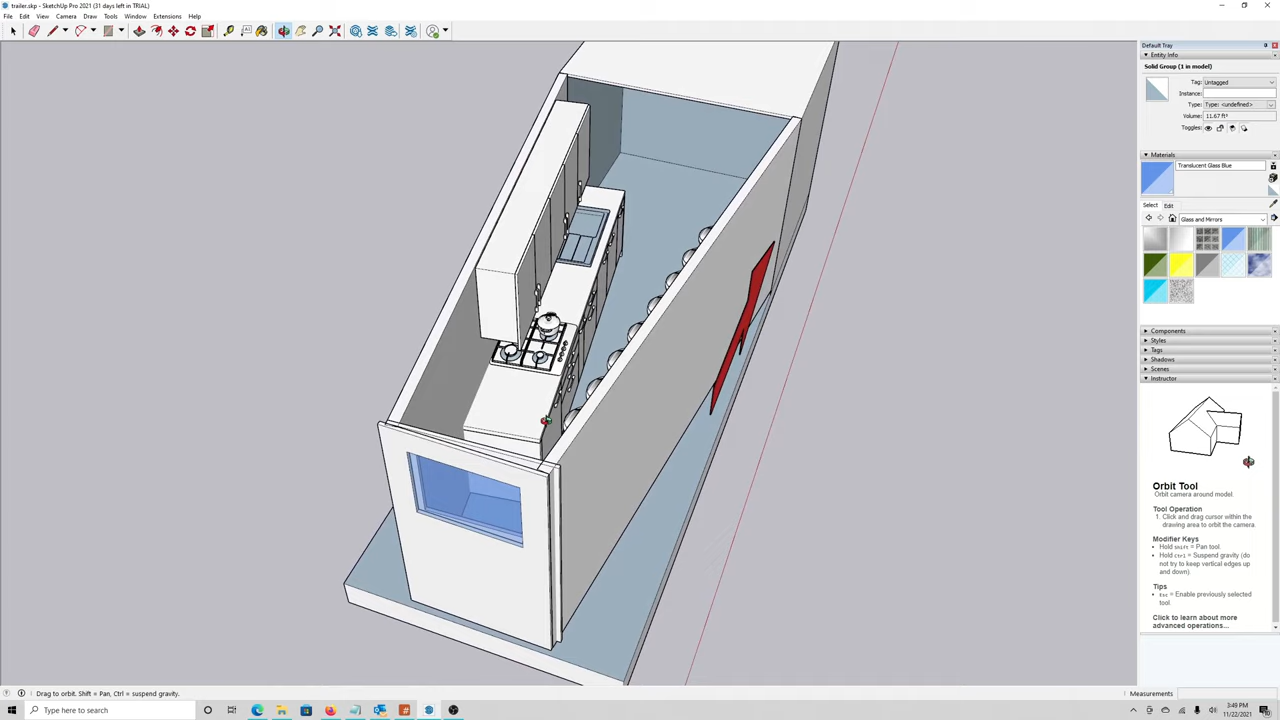 trailer.skp - SketchUp Pro 2021 (31 days left in TRIAL)
File Edit View Camera Draw Tools Window Extensions Help
Default Tray
Entity Info
Solid Group (1 in model)
Tag: Untagged
Instance:
Type: Type: <undefined>
Volume: 11.67 ft³
Toggles:
Materials
Translucent Glass Blue
Select Edit
Glass and Mirrors
Components
Styles
Tags
Shadows
Scenes
Instructor
Orbit Tool
Orbit camera around model.
Tool Operation
1. Click and drag cursor within the
drawing area to orbit the camera.
Modifier Keys
• Hold Shift = Pan tool.
• Hold Ctrl = Suspend gravity (do
not try to keep vertical edges up
and down).
Tips
• Esc = Enable previously selected
tool.
Click to learn about more
advanced operations...
Drag to orbit. Shift = Pan, Ctrl = suspend gravity.
Measurements
Type here to search
3:49 PM
11/22/2021